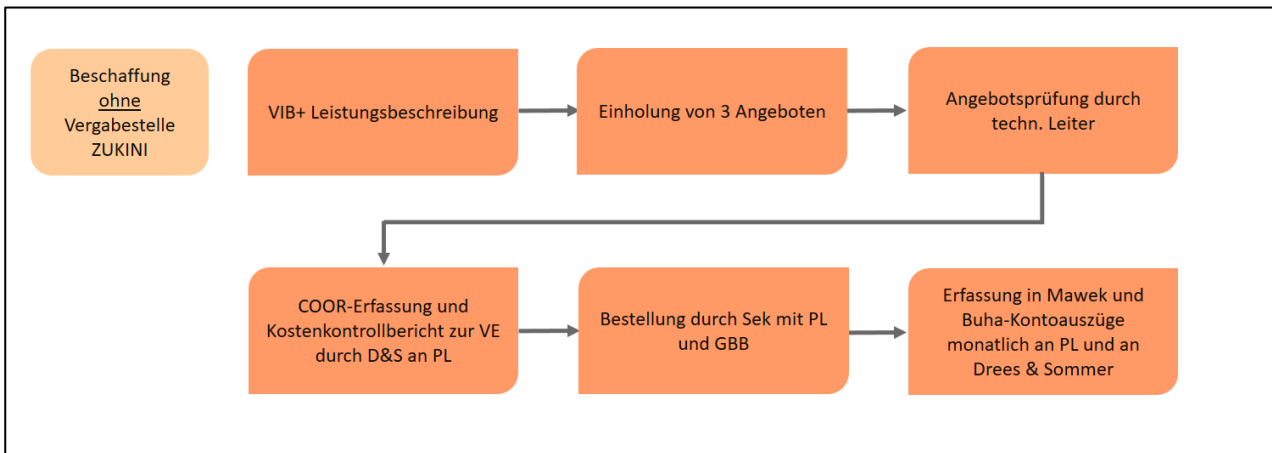 Beschaffung
ohne
Vergabestelle
ZUKINI
VIB+ Leistungsbeschreibung
Einholung von 3 Angeboten
Angebotsprüfung durch
techn. Leiter
COOR-Erfassung und
Kostenkontrollbericht zur VE
durch D&S an PL
Bestellung durch Sek mit PL
und GBB
Erfassung in Mawek und
Buha-Kontoauszüge
monatlich an PL und an
Drees & Sommer